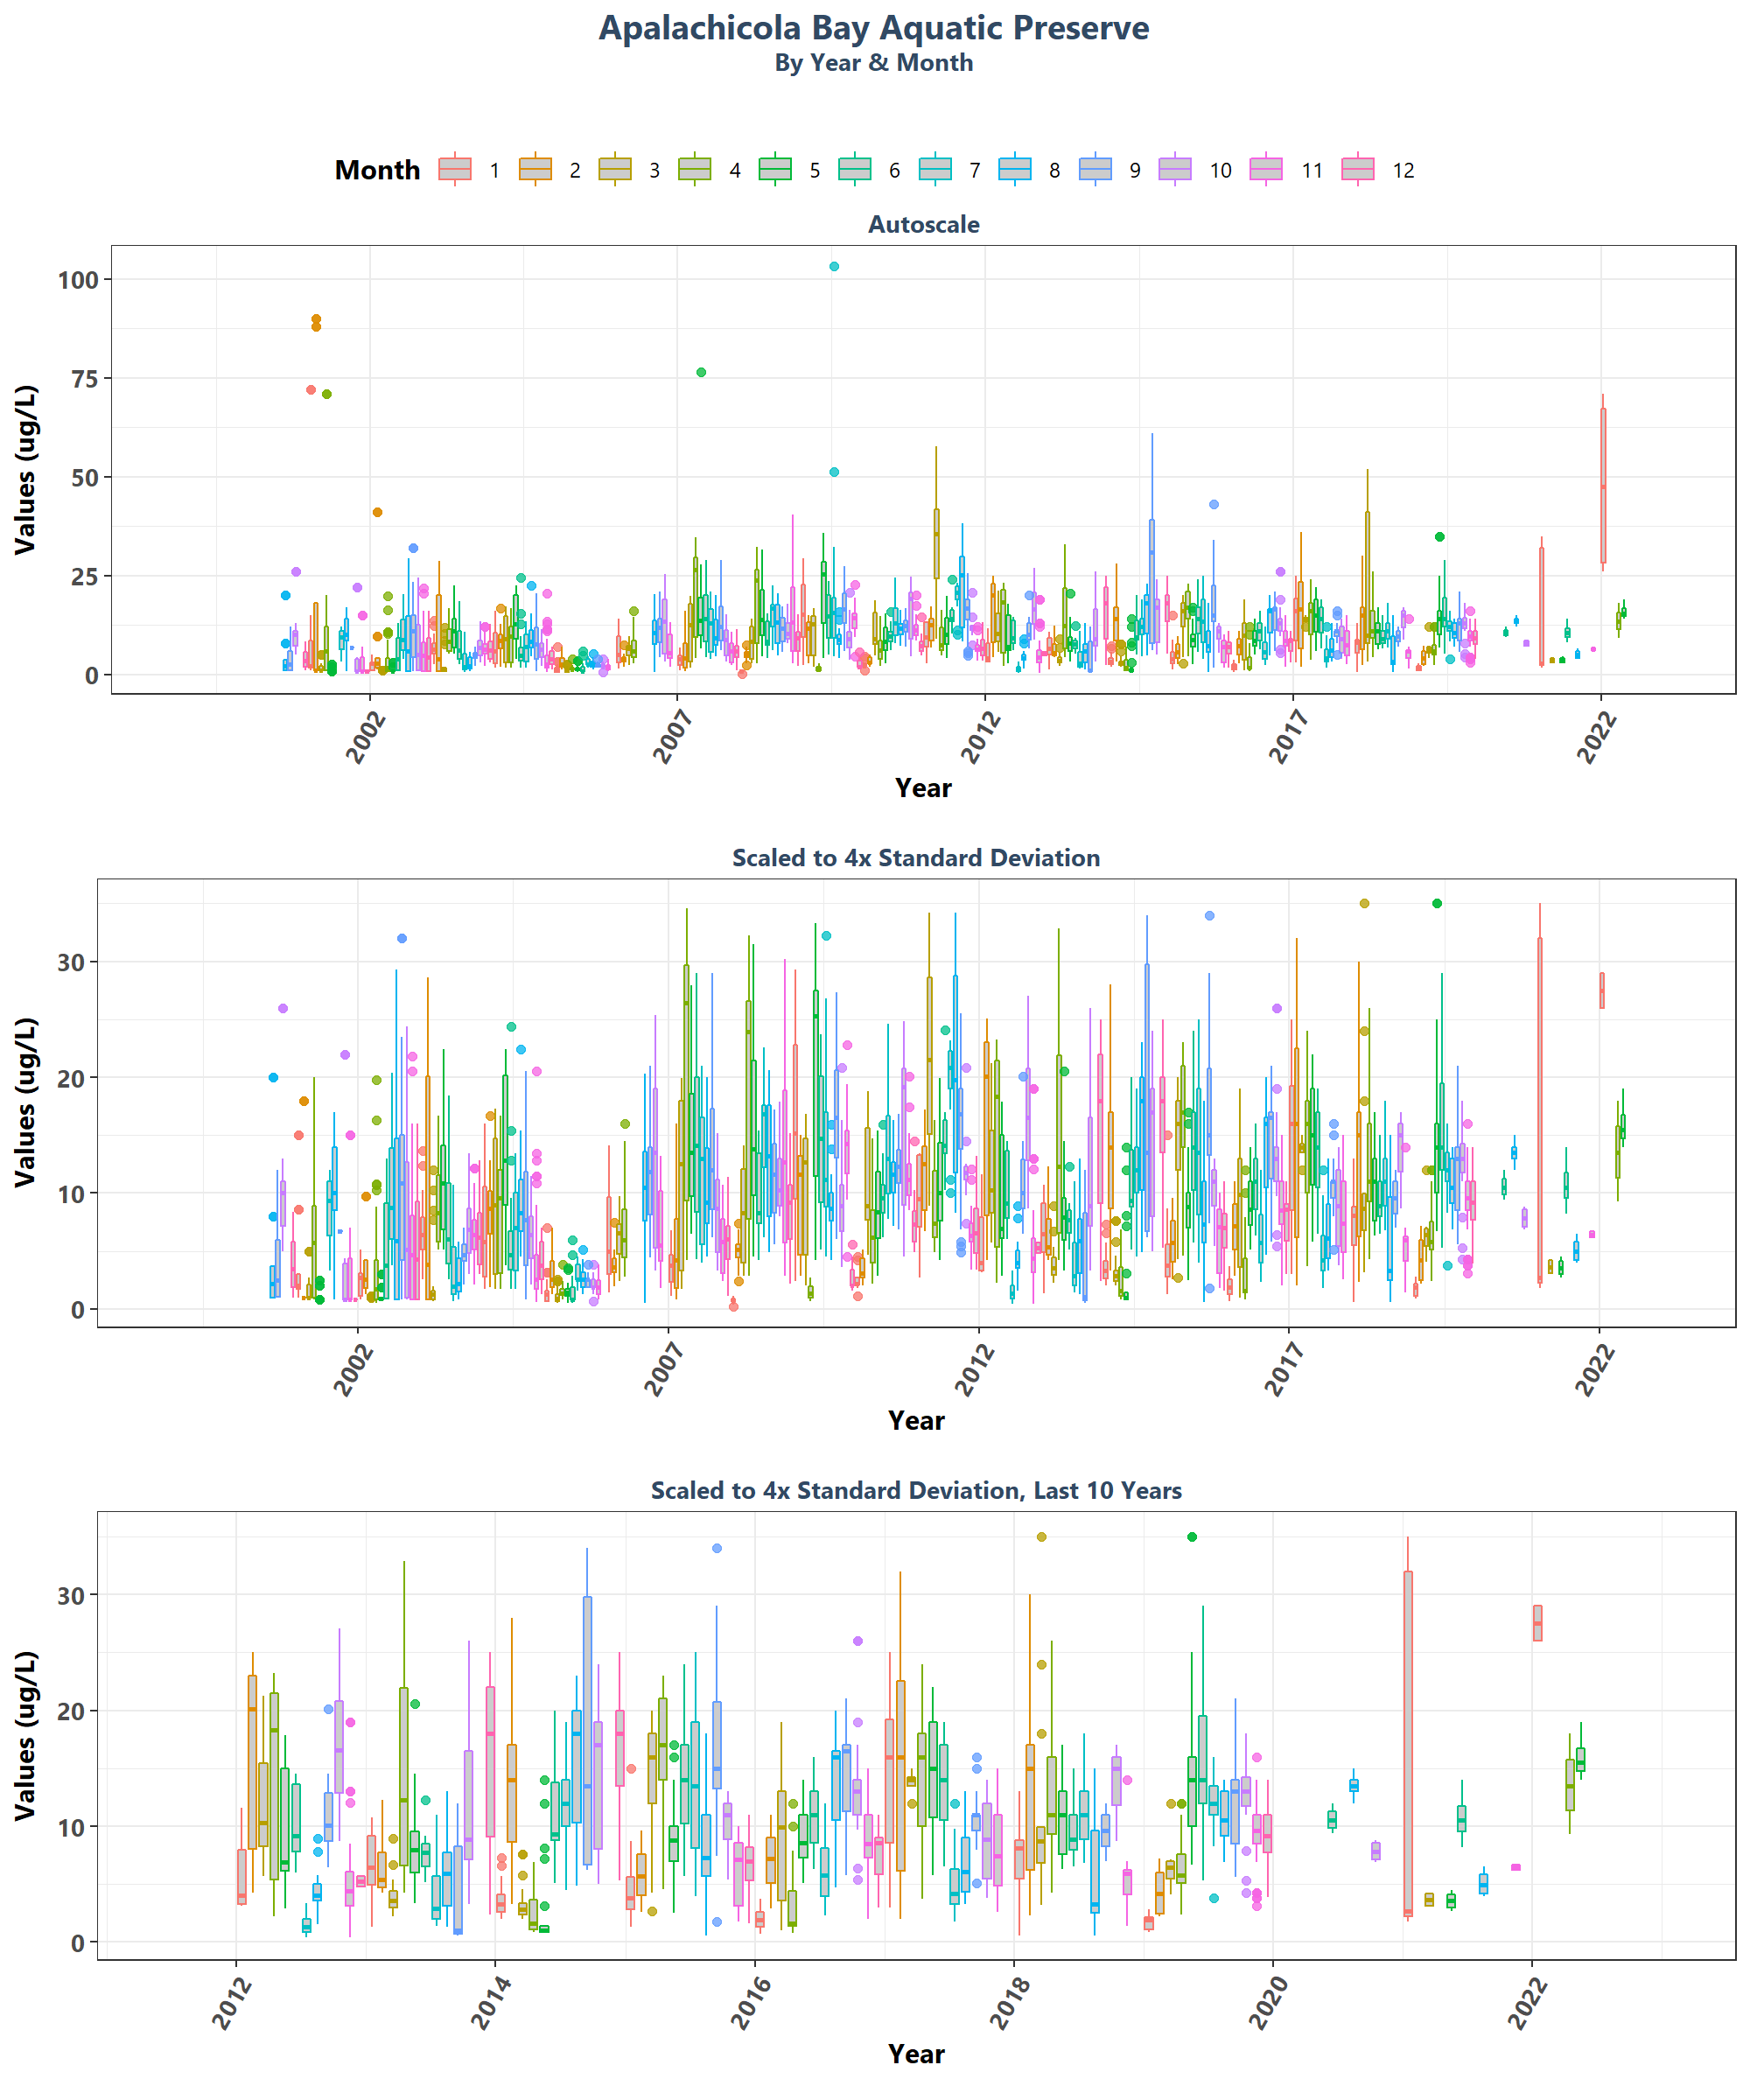 Apalachicola Bay Aquatic Preserve
By Year & Month
Month 1 2 3 4 5 6 7 8 9 10 11 12
Autoscale
Values (ug/L)
100
75
50
25
0
2002 2007 2012 2017 2022
Year
Scaled to 4x Standard Deviation
Values (ug/L)
30
20
10
0
2002 2007 2012 2017 2022
Year
Scaled to 4x Standard Deviation, Last 10 Years
Values (ug/L)
30
20
10
0
2012 2014 2016 2018 2020 2022
Year